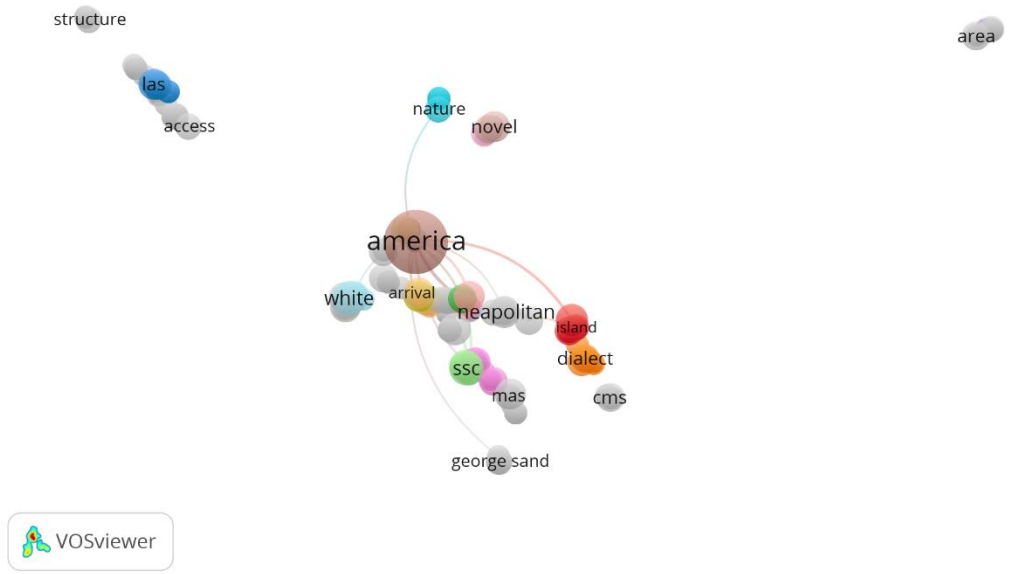 structure
area
las
nature
access
novel
america
white
arrival
neapolitan
island
dialect
ssc
mas
cms
george sand
VOSviewer